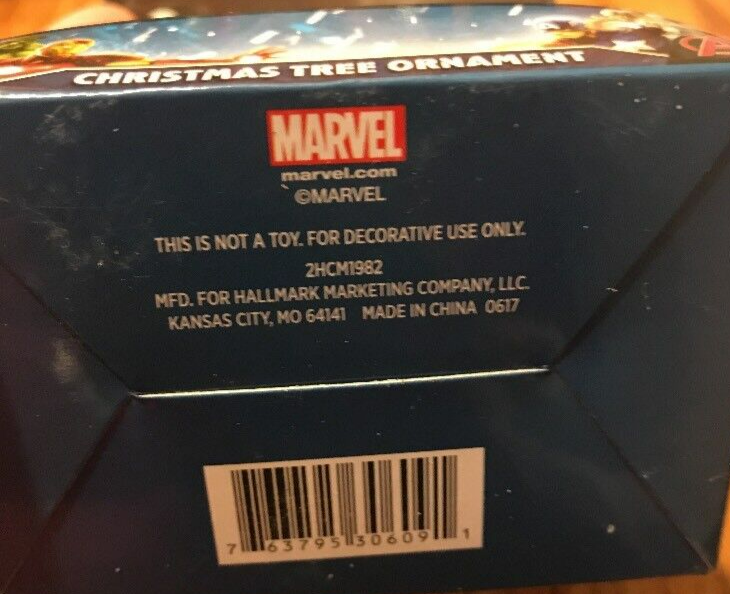 CHRISTMAS TREE ORNAMENT
MARVEL
marvel.com
©MARVEL
THIS IS NOT A TOY. FOR DECORATIVE USE ONLY.
2HCM1982
MFD. FOR HALLMARK MARKETING COMPANY, LLC.
KANSAS CITY, MO 64141 MADE IN CHINA 0617
7 63795 30609 1